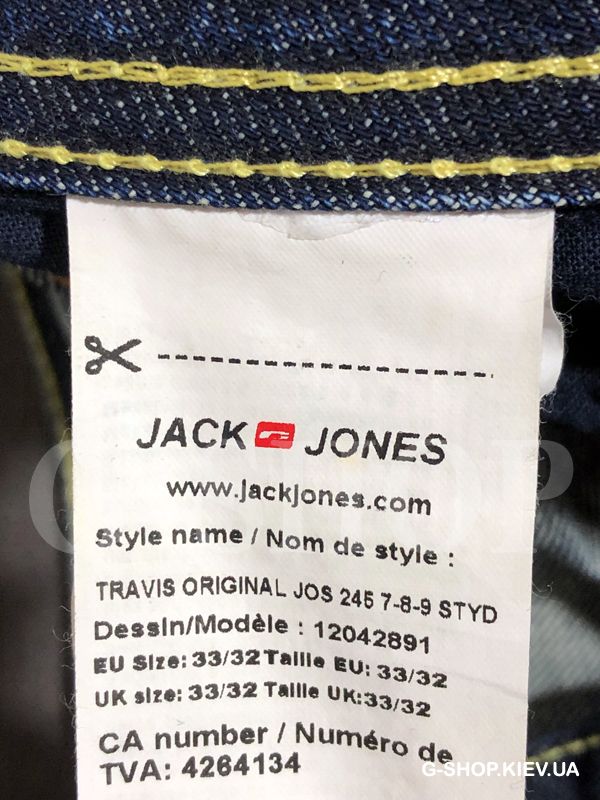 JACK JONES
www.jackjones.com
Style name / Nom de style :
TRAVIS ORIGINAL JOS 245 7-8-9 STYD
Dessin/Modèle : 12042891
EU Size: 33/32 Taille EU: 33/32
UK size: 33/32 Taille UK:33/32
CA number / Numéro de
TVA: 4264134
G-SHOP
G-SHOP.КІЕV.UA